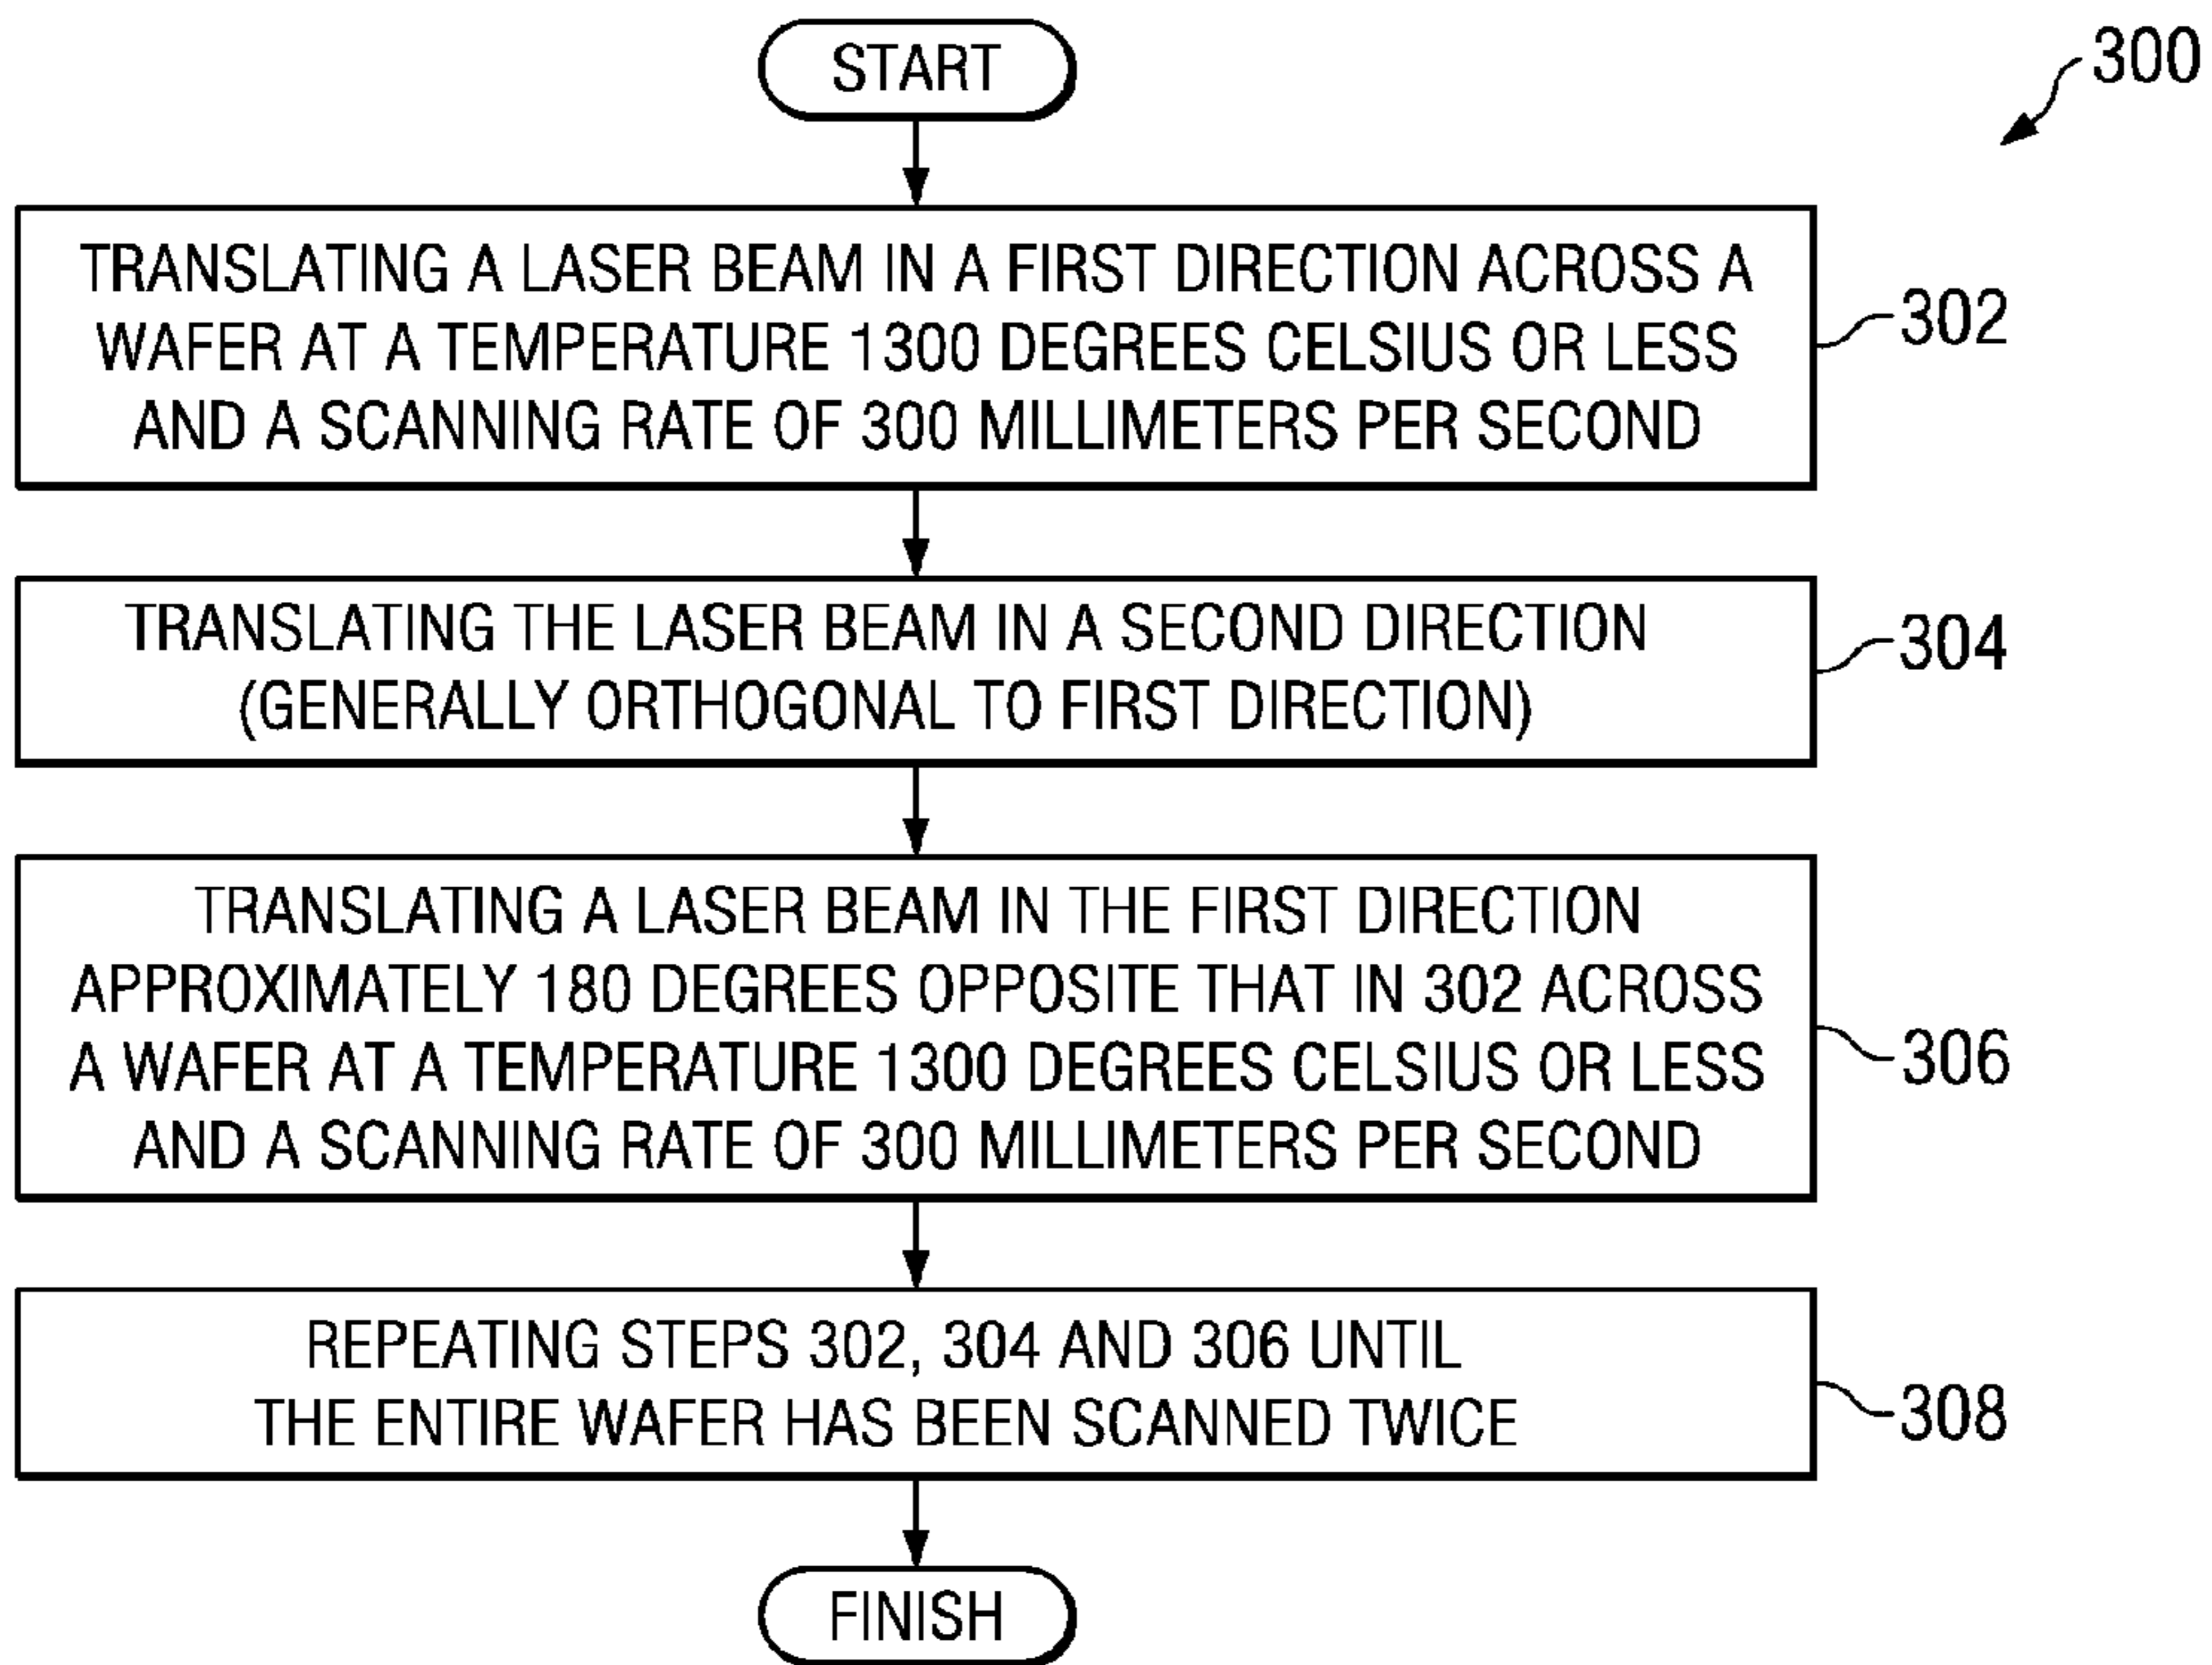 START
300
TRANSLATING A LASER BEAM IN A FIRST DIRECTION ACROSS A
WAFER AT A TEMPERATURE 1300 DEGREES CELSIUS OR LESS
AND A SCANNING RATE OF 300 MILLIMETERS PER SECOND
302
TRANSLATING THE LASER BEAM IN A SECOND DIRECTION
(GENERALLY ORTHOGONAL TO FIRST DIRECTION)
304
TRANSLATING A LASER BEAM IN THE FIRST DIRECTION
APPROXIMATELY 180 DEGREES OPPOSITE THAT IN 302 ACROSS
A WAFER AT A TEMPERATURE 1300 DEGREES CELSIUS OR LESS
AND A SCANNING RATE OF 300 MILLIMETERS PER SECOND
306
REPEATING STEPS 302, 304 AND 306 UNTIL
THE ENTIRE WAFER HAS BEEN SCANNED TWICE
308
FINISH